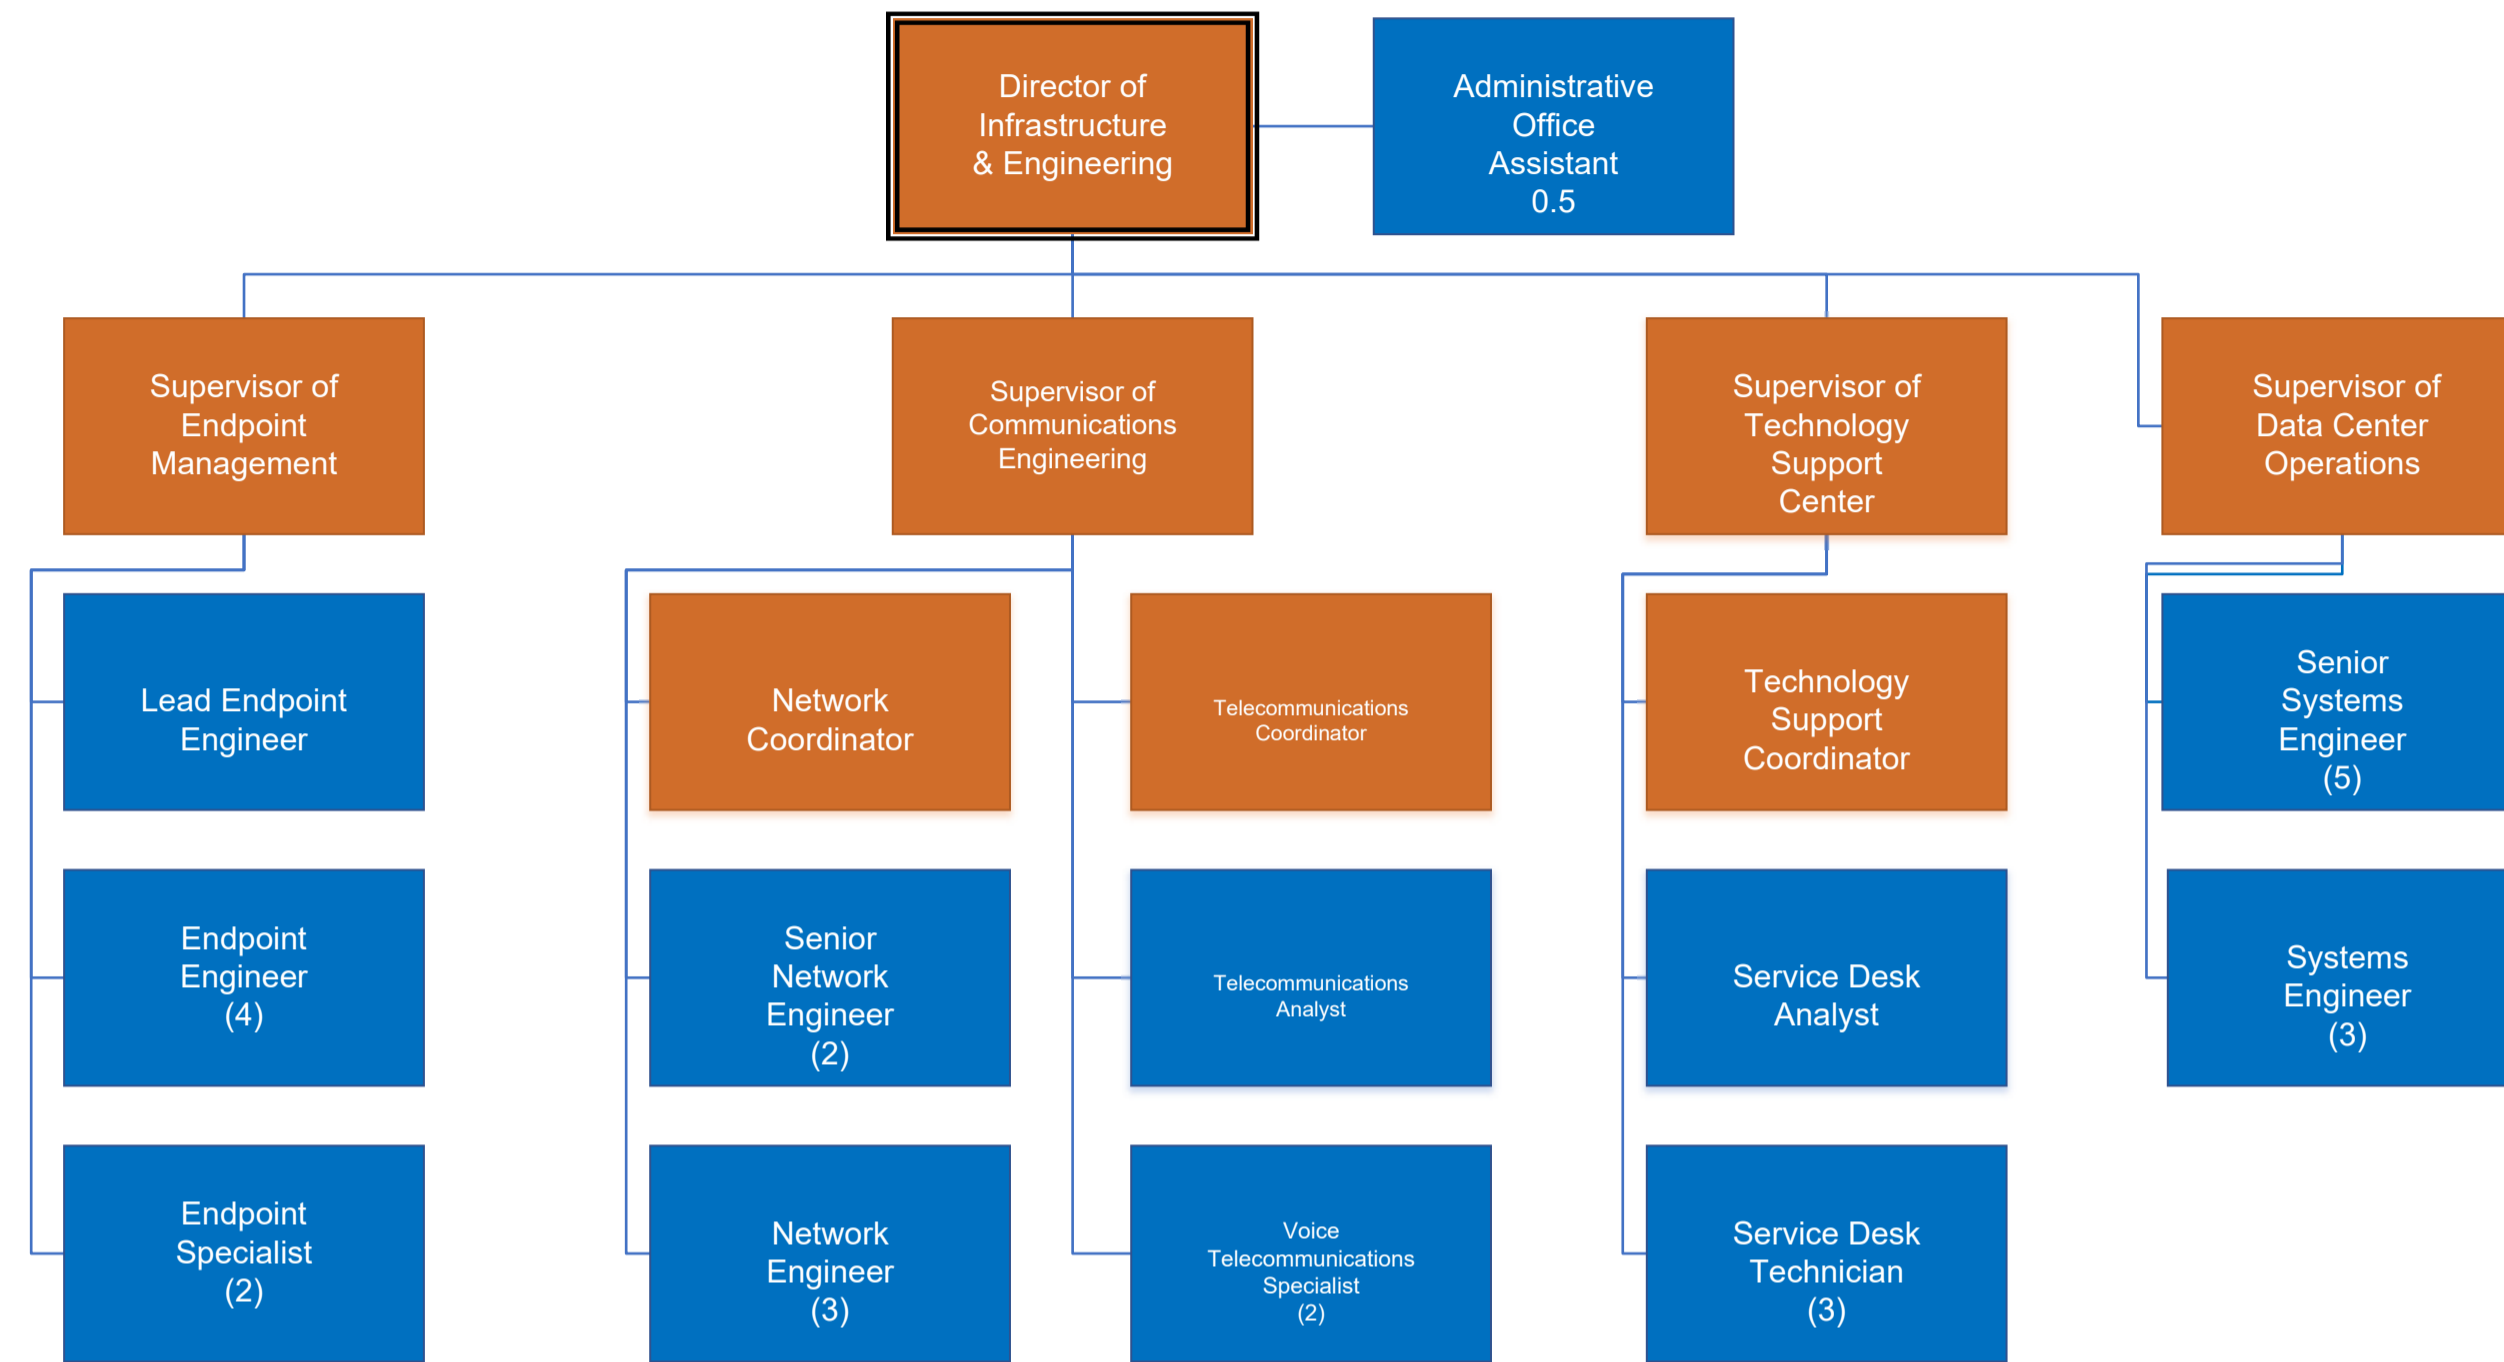 Director of
Infrastructure
& Engineering
Administrative
Office
Assistant
0.5
Supervisor of
Endpoint
Management
Supervisor of
Communications
Engineering
Supervisor of
Technology
Support
Center
Supervisor of
Data Center
Operations
Lead Endpoint
Engineer
Network
Coordinator
Telecommunications
Coordinator
Technology
Support
Coordinator
Senior
Systems
Engineer
(5)
Endpoint
Engineer
(4)
Senior
Network
Engineer
(2)
Telecommunications
Analyst
Service Desk
Analyst
Systems
Engineer
(3)
Endpoint
Specialist
(2)
Network
Engineer
(3)
Voice
Telecommunications
Specialist
(2)
Service Desk
Technician
(3)